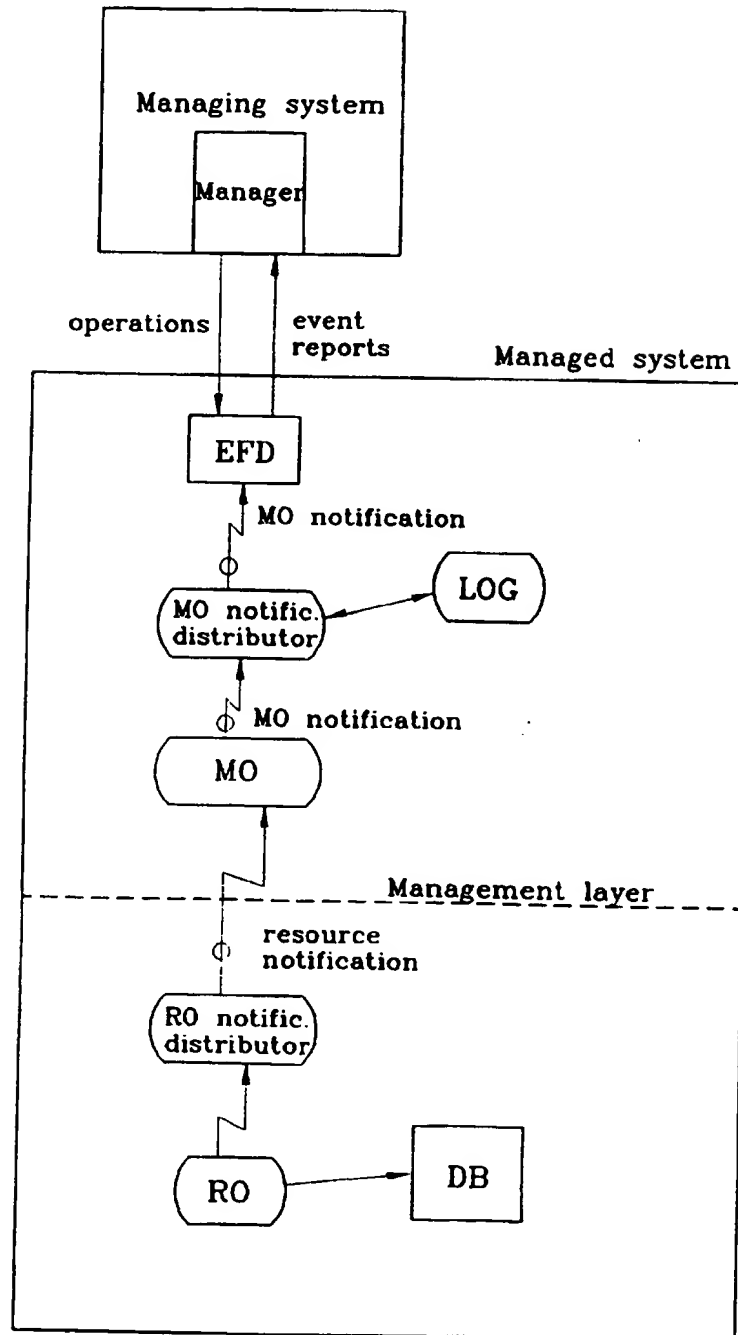 Managing system
Manager
operations
event
reports
Managed system
EFD
MO notification
LOG
MO notific.
distributor
MO notification
MO
Management layer
resource
notification
RO notific.
distributor
RO
DB